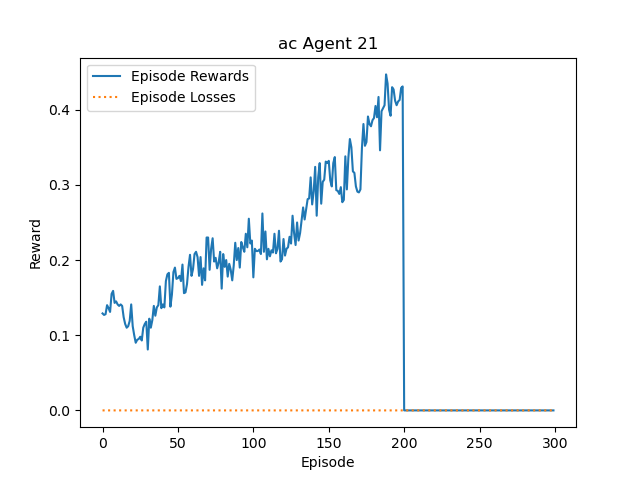 ac Agent 21
Episode Rewards
Episode Losses
Reward
0.4
0.3
0.2
0.1
0.0
0 50 100 150 200 250 300
Episode